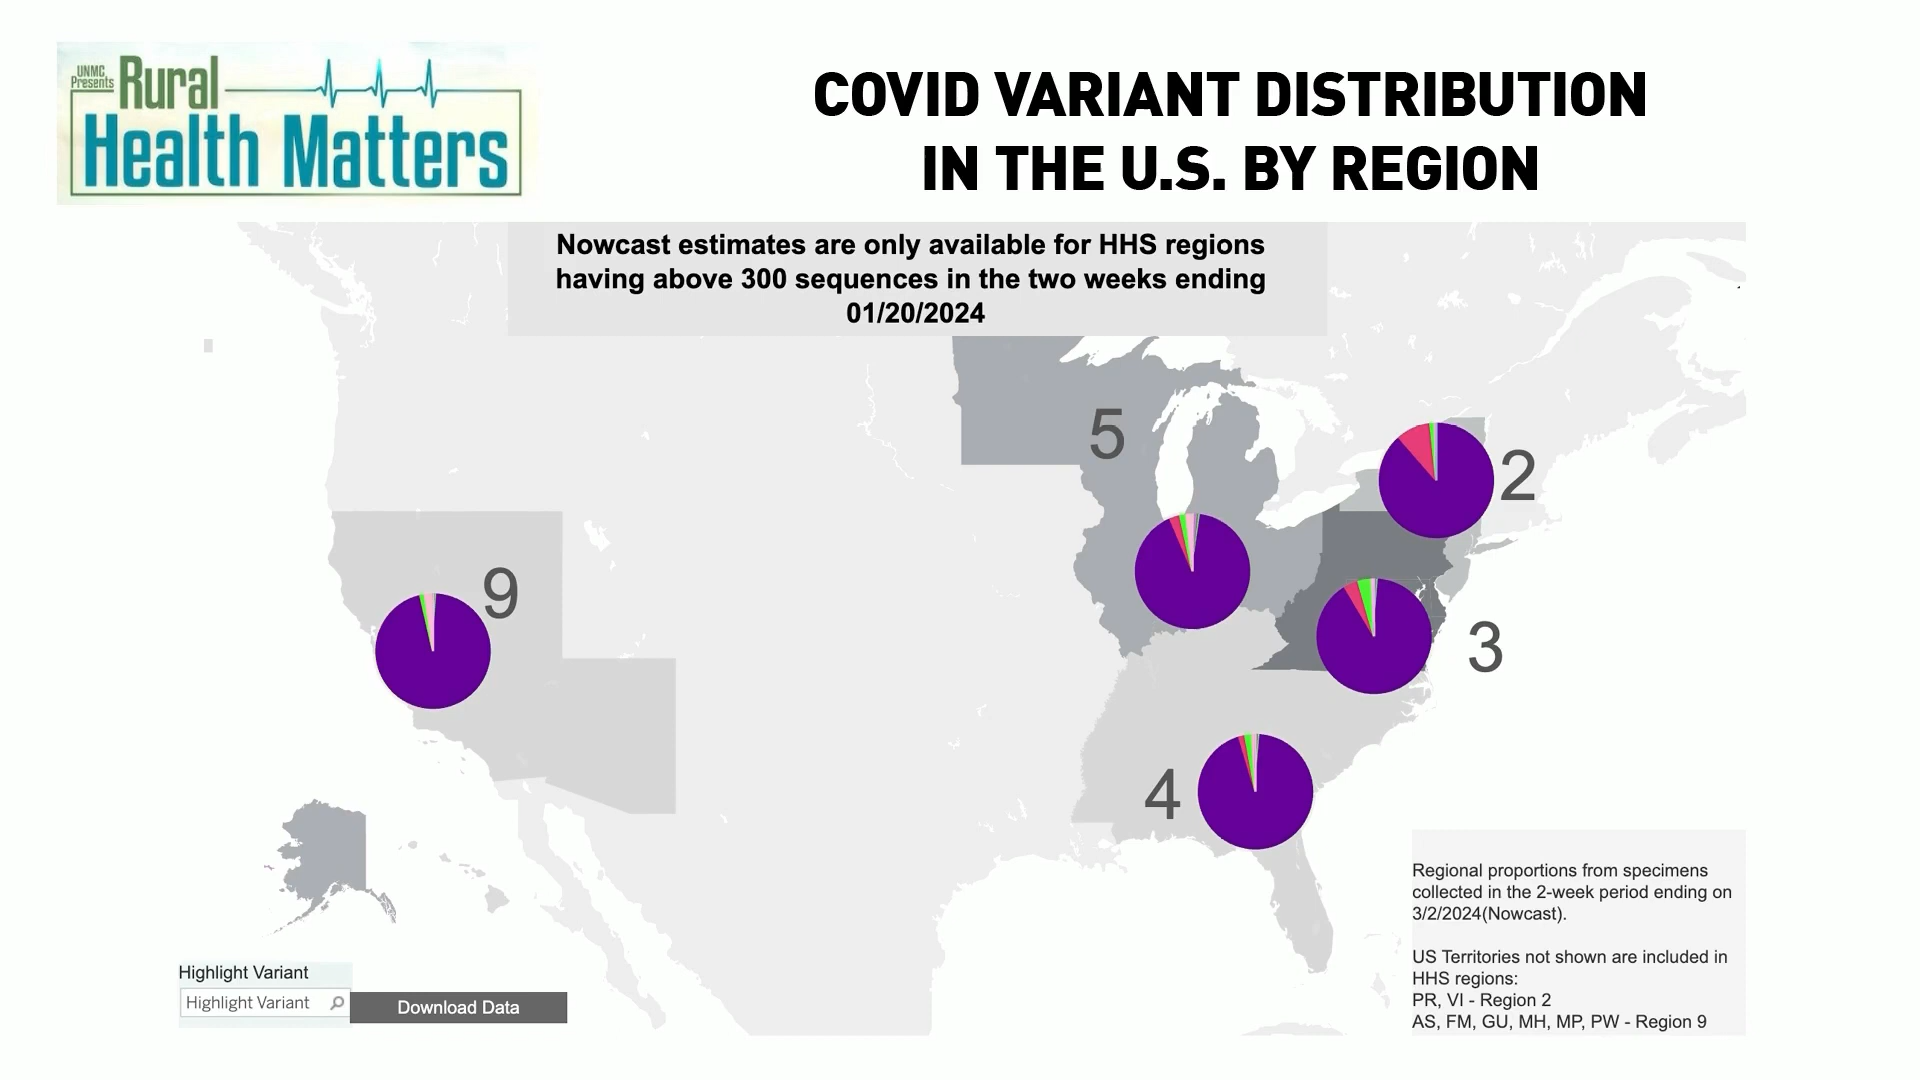 UNMC
Presents
Rural
Health Matters
COVID VARIANT DISTRIBUTION
IN THE U.S. BY REGION
Nowcast estimates are only available for HHS regions
having above 300 sequences in the two weeks ending
01/20/2024
5
2
9
3
4
Regional proportions from specimens
collected in the 2-week period ending on
3/2/2024(Nowcast).
US Territories not shown are included in
HHS regions:
PR, VI - Region 2
AS, FM, GU, MH, MP, PW - Region 9
Highlight Variant
Highlight Variant
Download Data